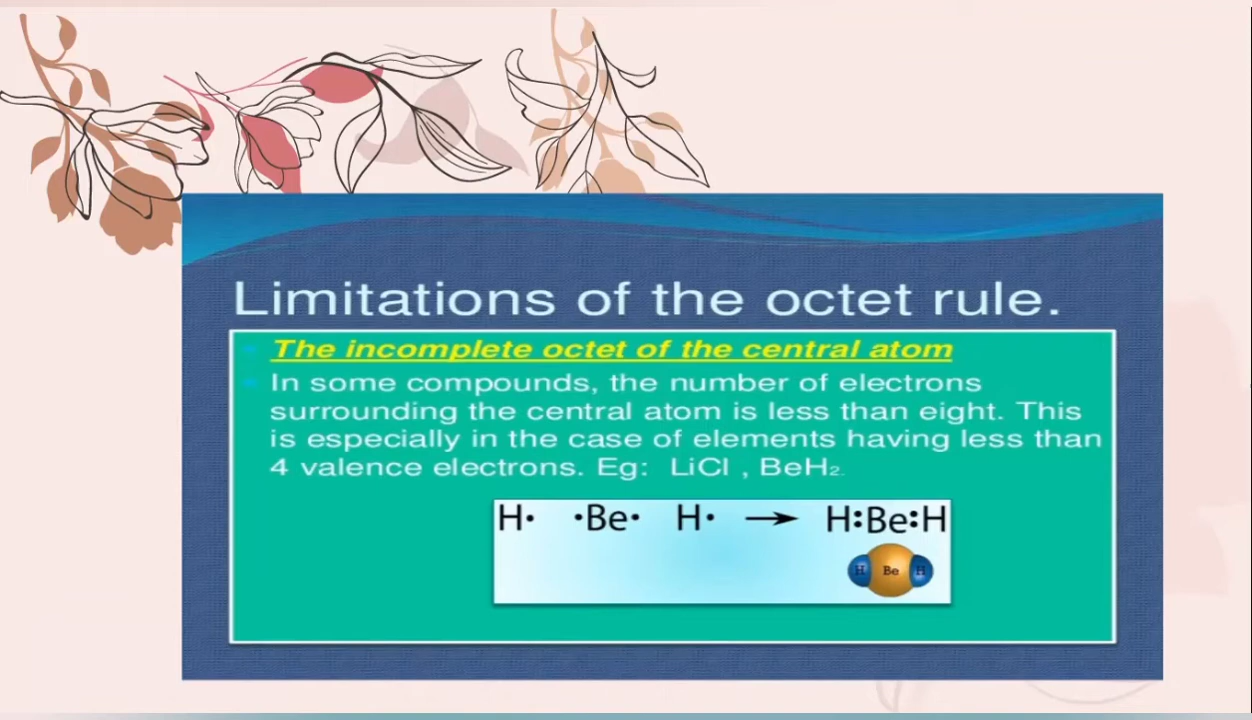 Limitations of the octet rule.
The incomplete octet of the central atom
In some compounds, the number of electrons
surrounding the central atom is less than eight. This
is especially in the case of elements having less than
4 valence electrons. Eg: LiCl , BeH₂.
H· ·Be· H· → H:Be:H
H Be H